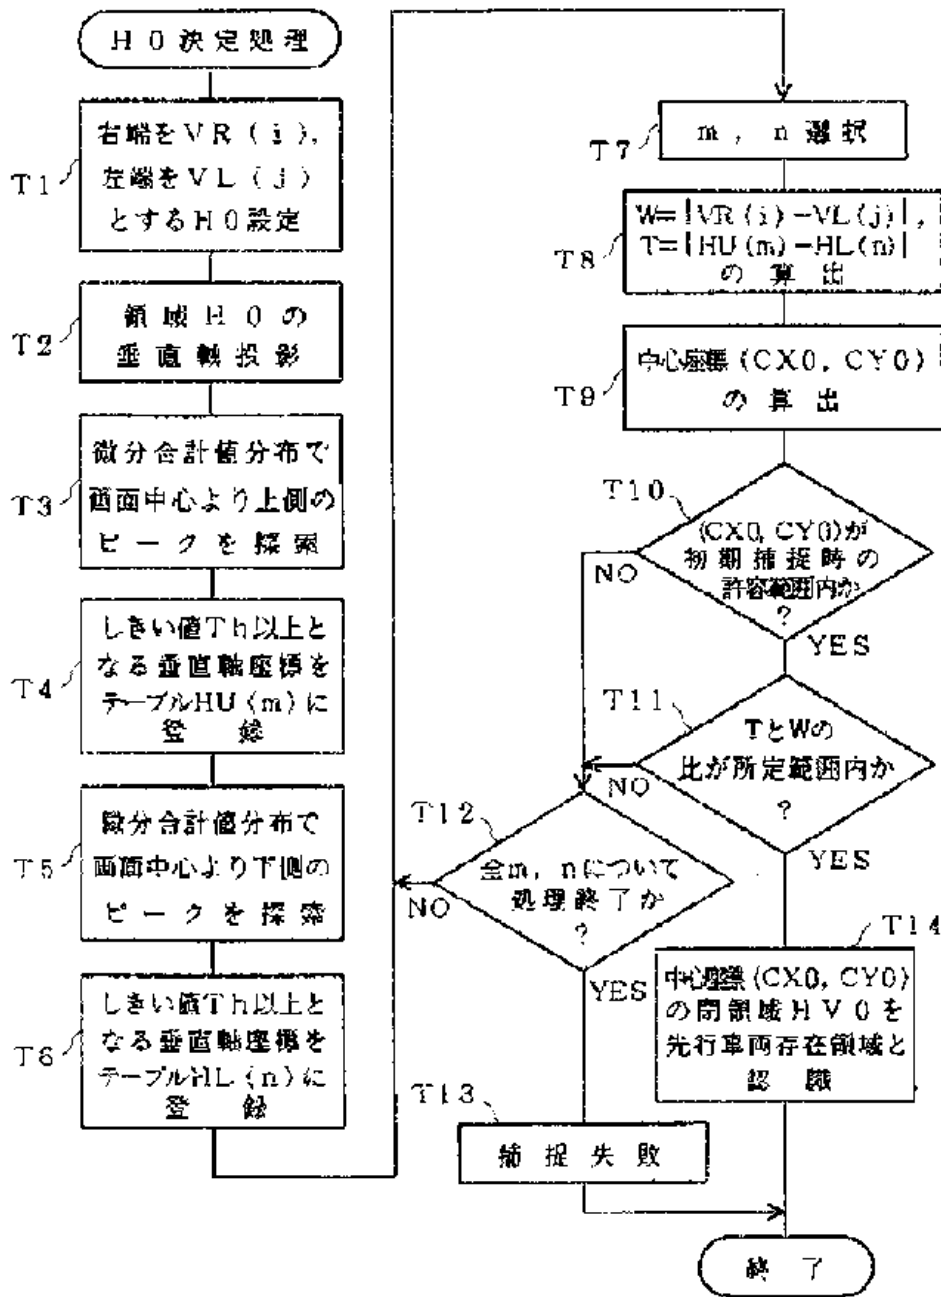 H0決定処理
T1
右端をVR(i),
左端をVL(j)
とするH0設定
T2
領域H0の
垂直軸投影
T3
微分合計値分布で
画面中心より上側の
ピークを探索
T4
しきい値Th以上と
なる垂直軸座標を
テーブルHU(m)に
登録
T5
微分合計値分布で
画面中心より下側の
ピークを探索
T6
しきい値Th以上と
なる垂直軸座標を
テーブルHL(n)に
登録
T7
m,n選択
T8
W=|VR(i)-VL(j)|,
T=|HU(m)-HL(n)|
の算出
T9
中心座標(CX0,CY0)
の算出
T10
(CX0,CY0)が
初期捕捉時の
許容範囲内か
?
NO
YES
T11
TとWの
比が所定範囲内か
?
NO
YES
T12
全m,nについて
処理終了か
?
NO
YES
T13
捕捉失敗
T14
中心座標(CX0,CY0)
の閉領域HV0を
先行車両存在領域と
認識
終了